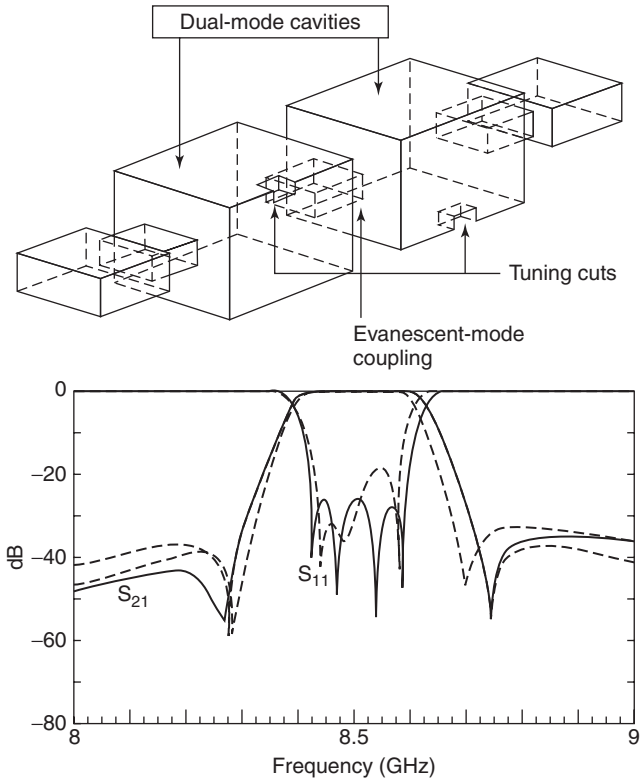 Dual-mode cavities
Tuning cuts
Evanescent-mode
coupling
0
−20
−40
−60
−80
dB
S21
S11
8
8.5
9
Frequency (GHz)